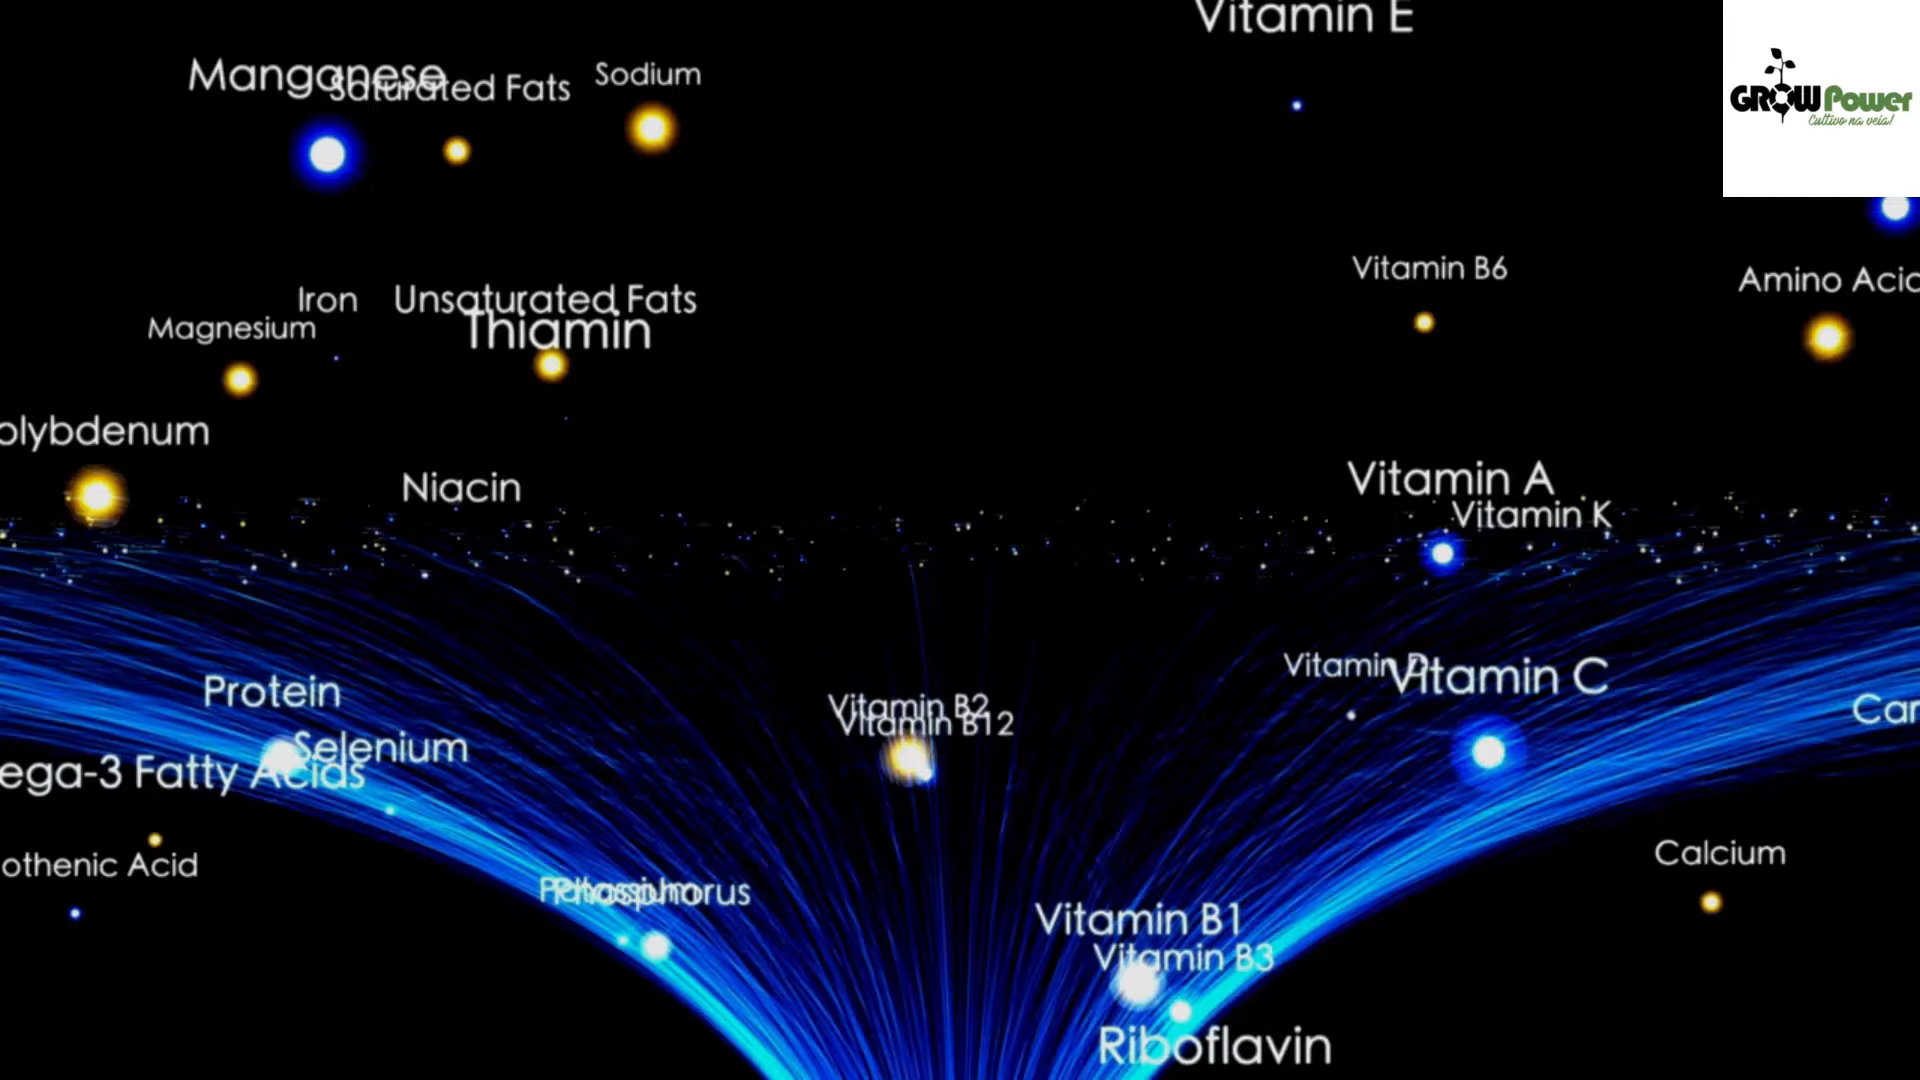 Vitamin E
Manganese
Saturated Fats
Sodium
GROW Power
Cultivo na veia!
Vitamin B6
Amino Acid
Iron
Unsaturated Fats
Magnesium
Thiamin
olybdenum
Niacin
Vitamin A
Vitamin K
Vitamin D
Vitamin C
Protein
Vitamin B2
Vitamin B12
Car
Selenium
ega-3 Fatty Acids
othenic Acid
Calcium
Potassium
Phosphorus
Vitamin B1
Vitamin B3
Riboflavin